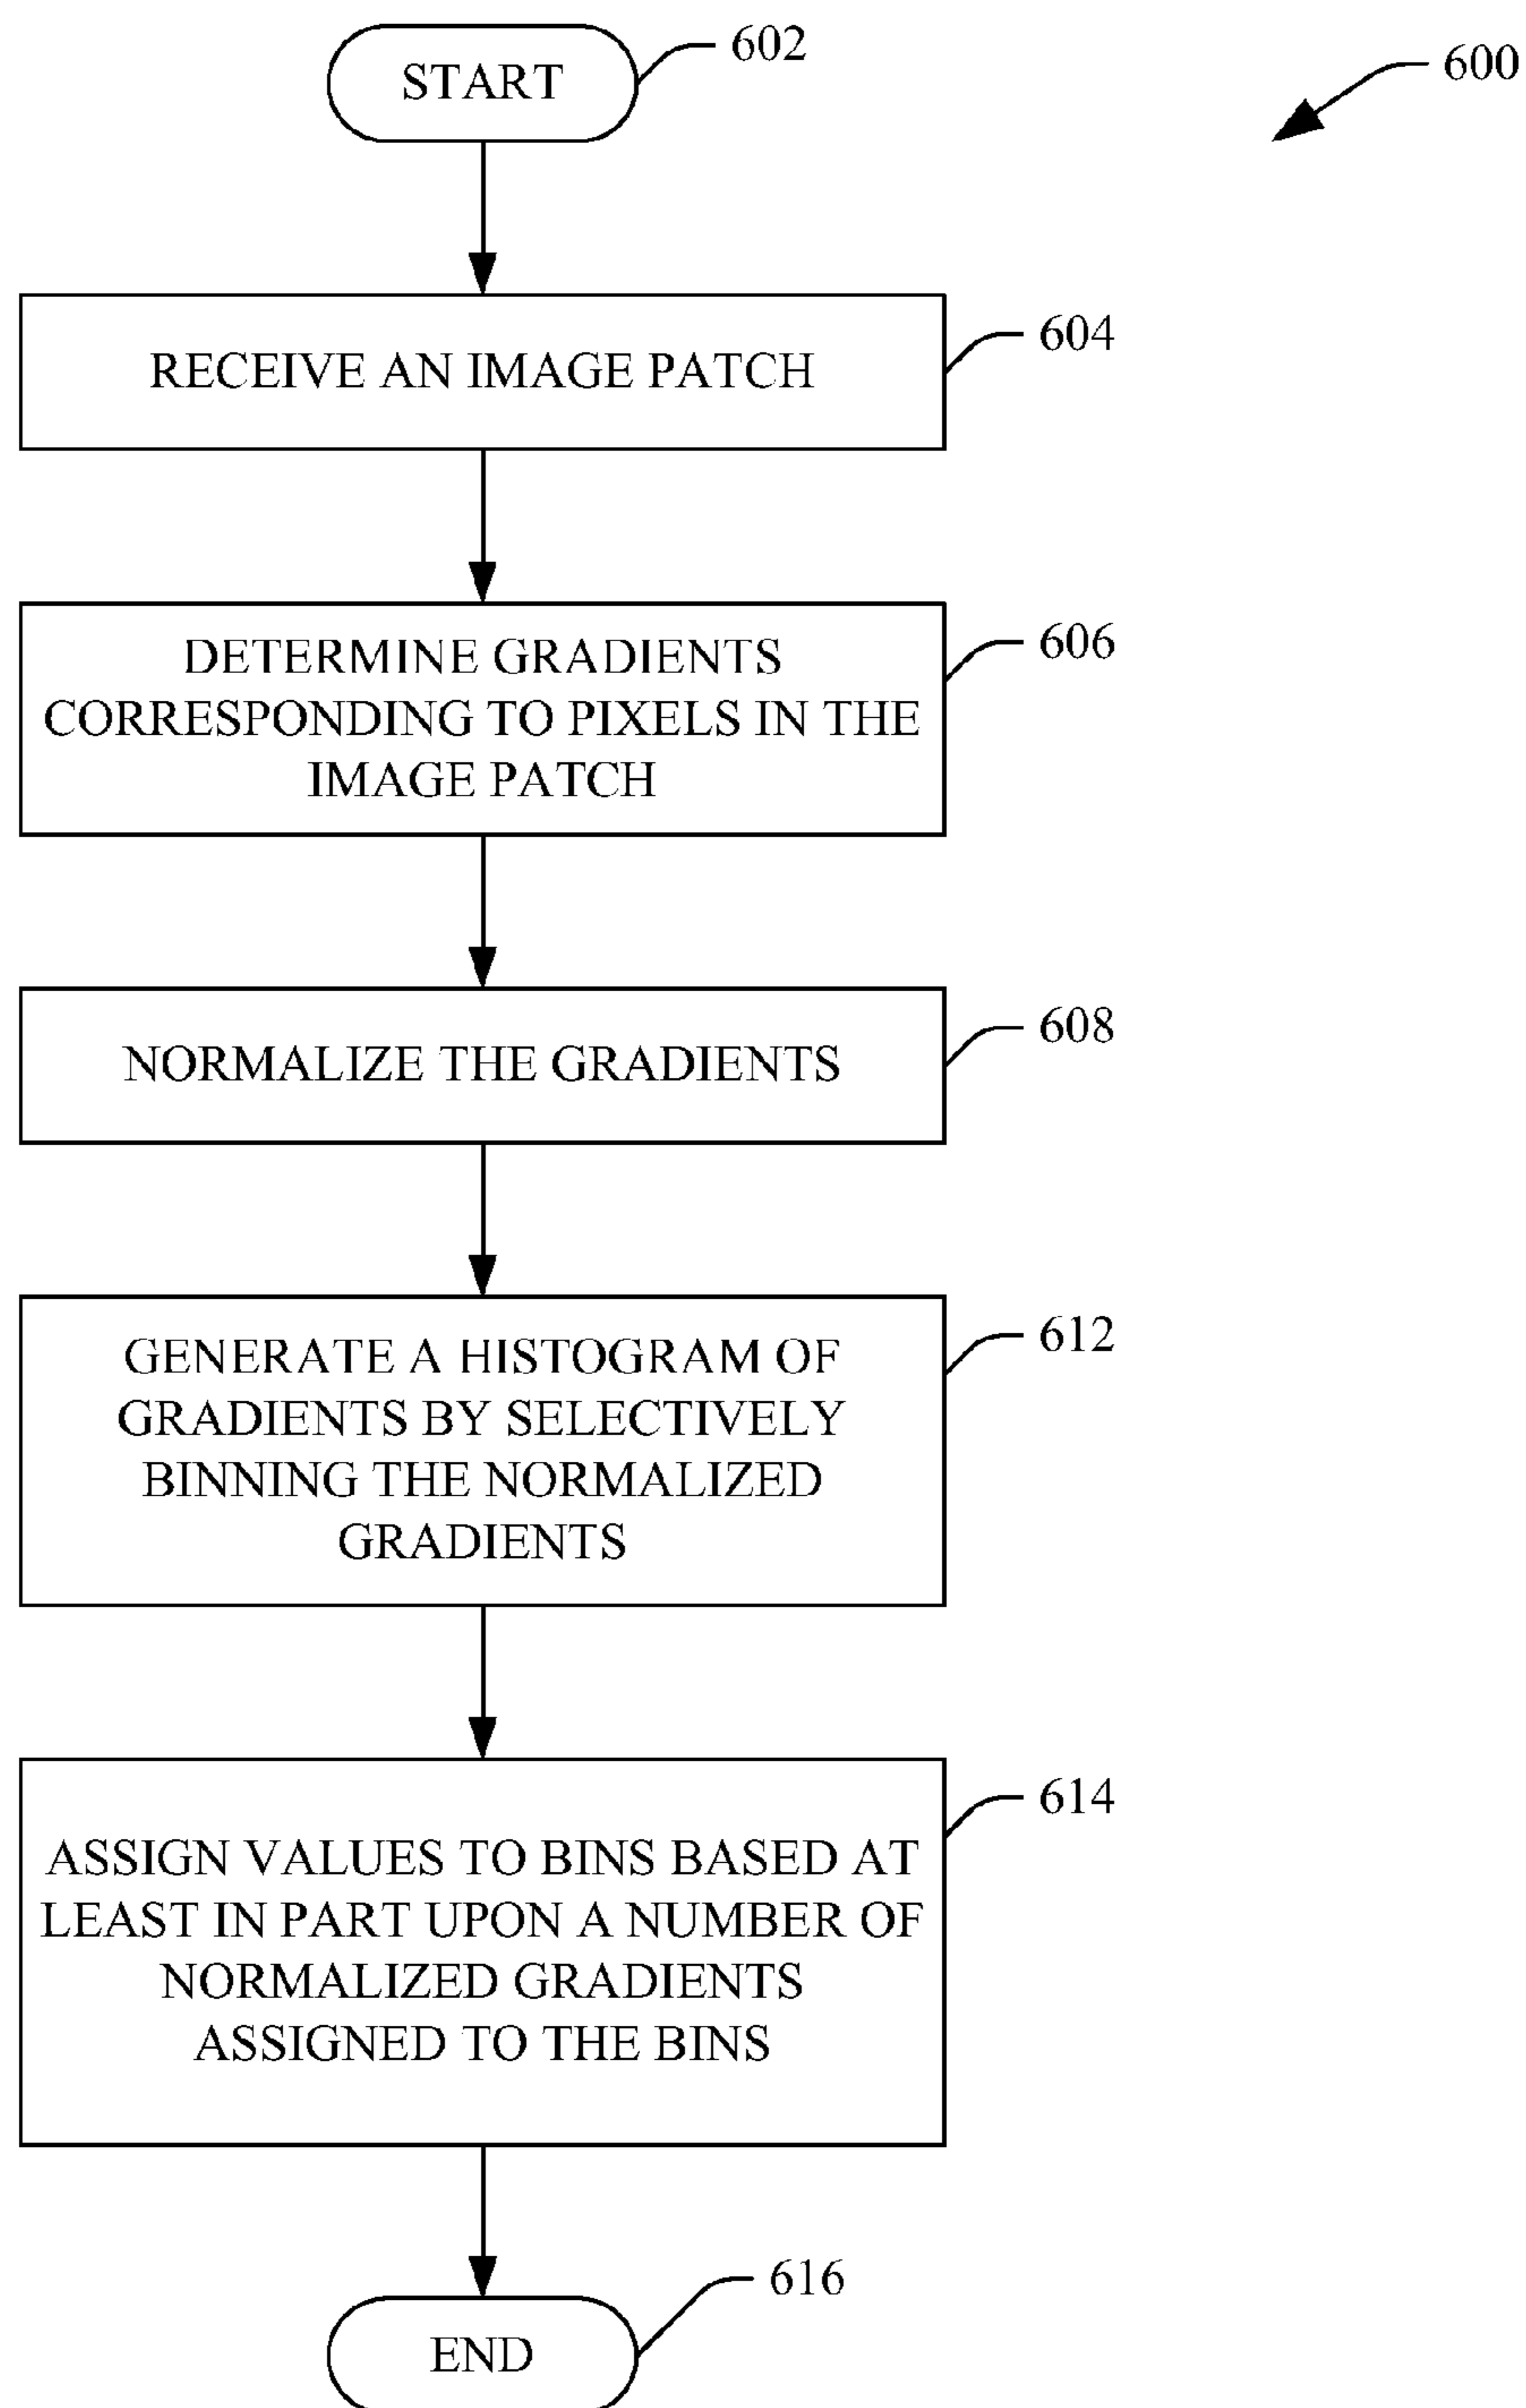 START
602
600
RECEIVE AN IMAGE PATCH
604
DETERMINE GRADIENTS
CORRESPONDING TO PIXELS IN THE
IMAGE PATCH
606
NORMALIZE THE GRADIENTS
608
GENERATE A HISTOGRAM OF
GRADIENTS BY SELECTIVELY
BINNING THE NORMALIZED
GRADIENTS
612
ASSIGN VALUES TO BINS BASED AT
LEAST IN PART UPON A NUMBER OF
NORMALIZED GRADIENTS
ASSIGNED TO THE BINS
614
END
616